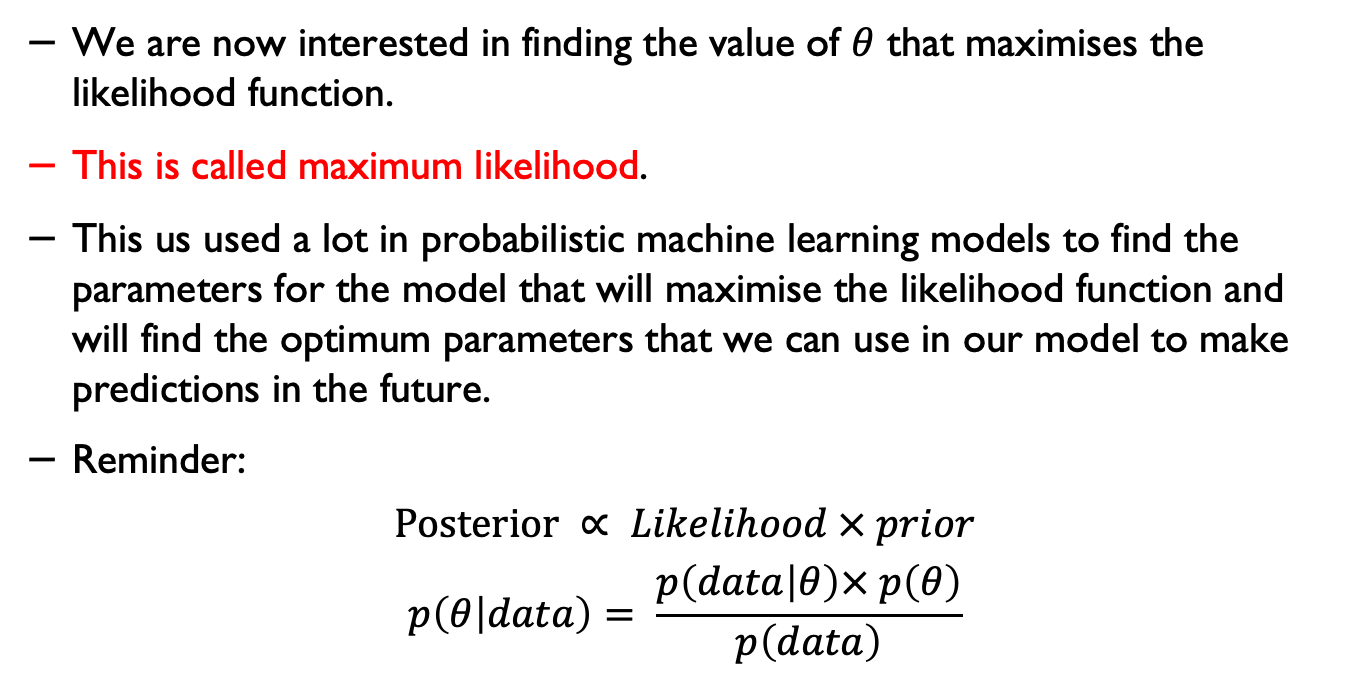 – We are now interested in finding the value of θ that maximises the
likelihood function.
– This is called maximum likelihood.
– This us used a lot in probabilistic machine learning models to find the
parameters for the model that will maximise the likelihood function and
will find the optimum parameters that we can use in our model to make
predictions in the future.
– Reminder:
Posterior ∝ Likelihood × prior
p(θ|data) = p(data|θ)× p(θ)
p(data)